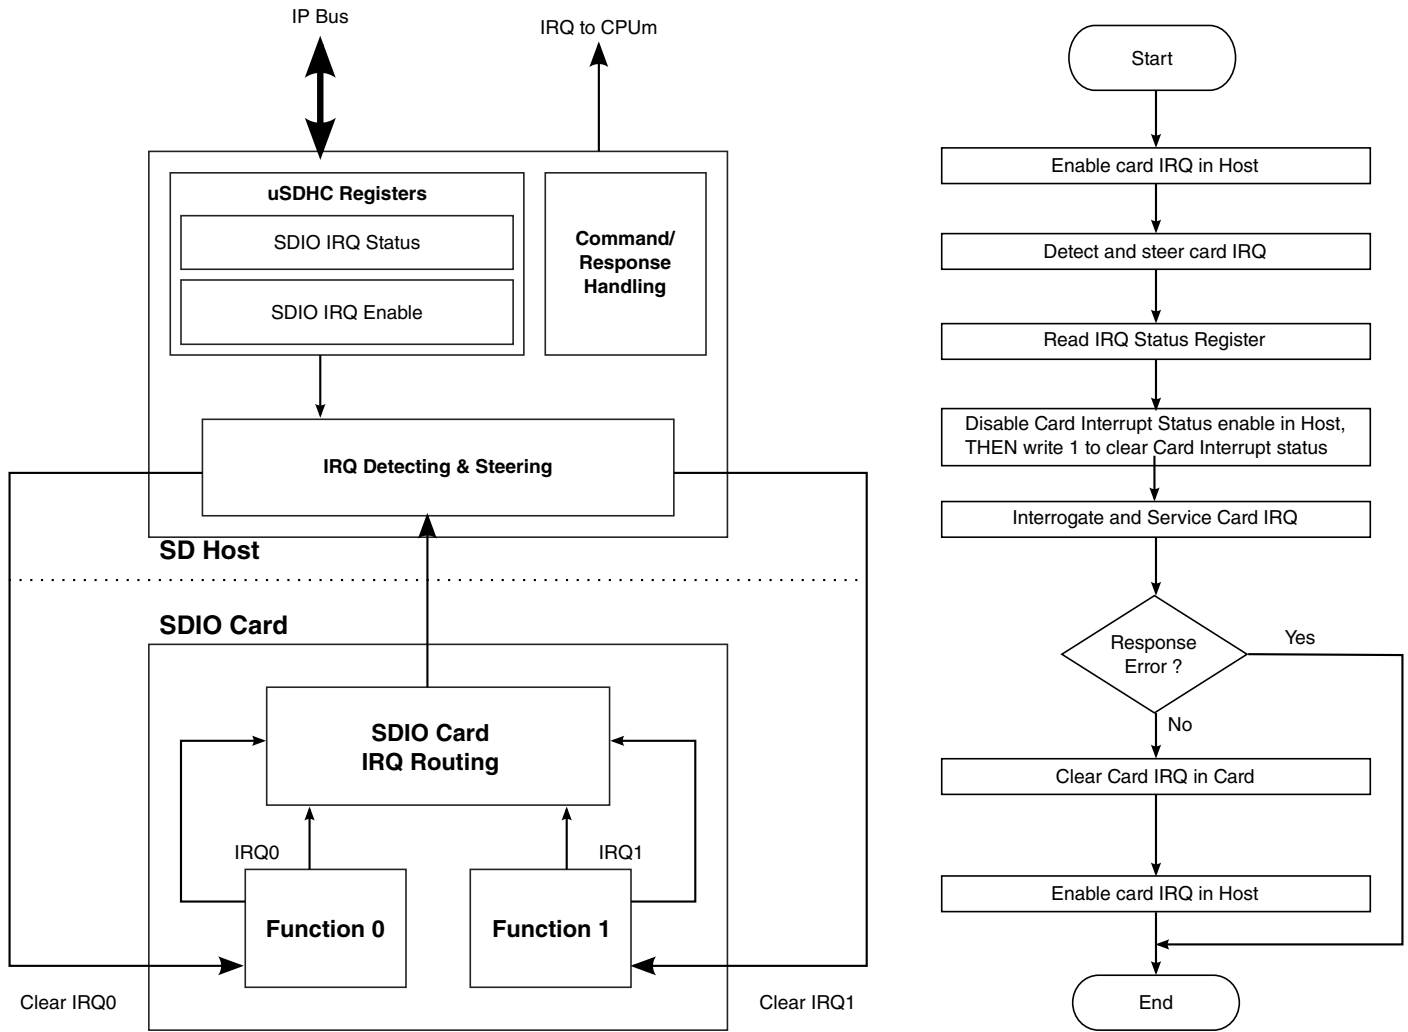 IP Bus
IRQ to CPUm
uSDHC Registers
SDIO IRQ Status
SDIO IRQ Enable
Command/
Response
Handling
IRQ Detecting & Steering
SD Host
SDIO Card
SDIO Card
IRQ Routing
IRQ0
IRQ1
Function 0
Function 1
Clear IRQ0
Clear IRQ1
Start
Enable card IRQ in Host
Detect and steer card IRQ
Read IRQ Status Register
Disable Card Interrupt Status enable in Host,
THEN write 1 to clear Card Interrupt status
Interrogate and Service Card IRQ
Response
Error ?
Yes
No
Clear Card IRQ in Card
Enable card IRQ in Host
End